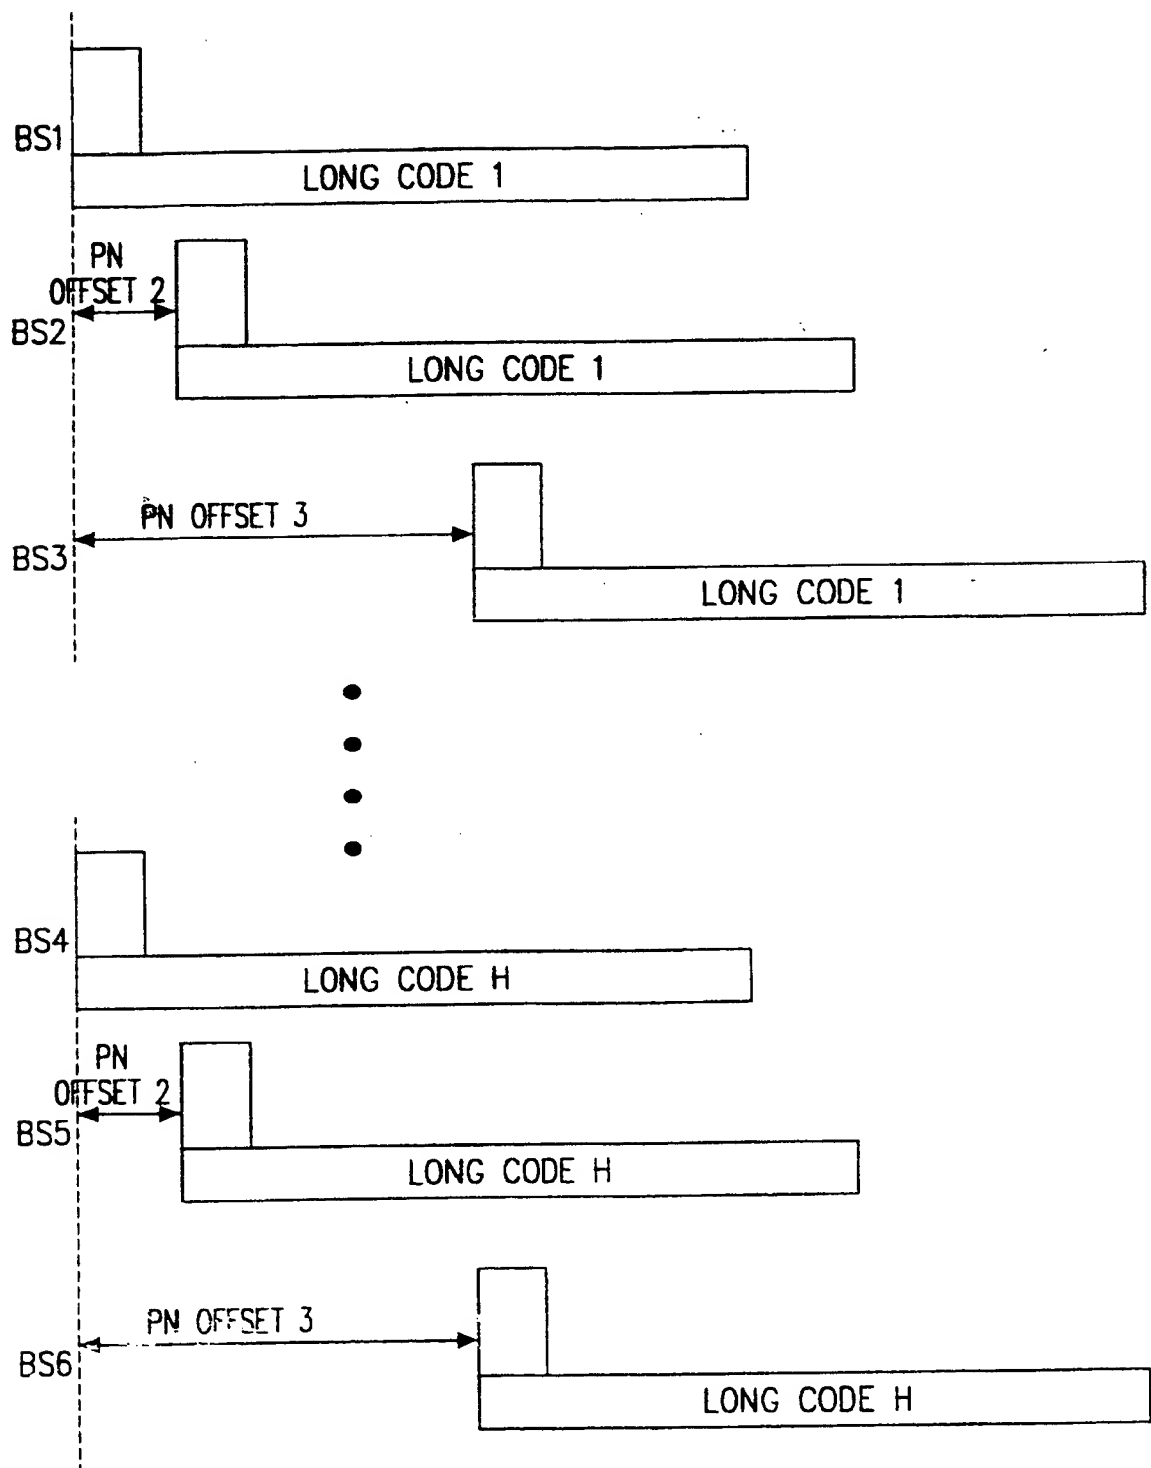 BS1
LONG CODE 1
PN
OFFSET 2
BS2
LONG CODE 1
PN OFFSET 3
BS3
LONG CODE 1
BS4
LONG CODE H
PN
OFFSET 2
BS5
LONG CODE H
PN OFFSET 3
BS6
LONG CODE H